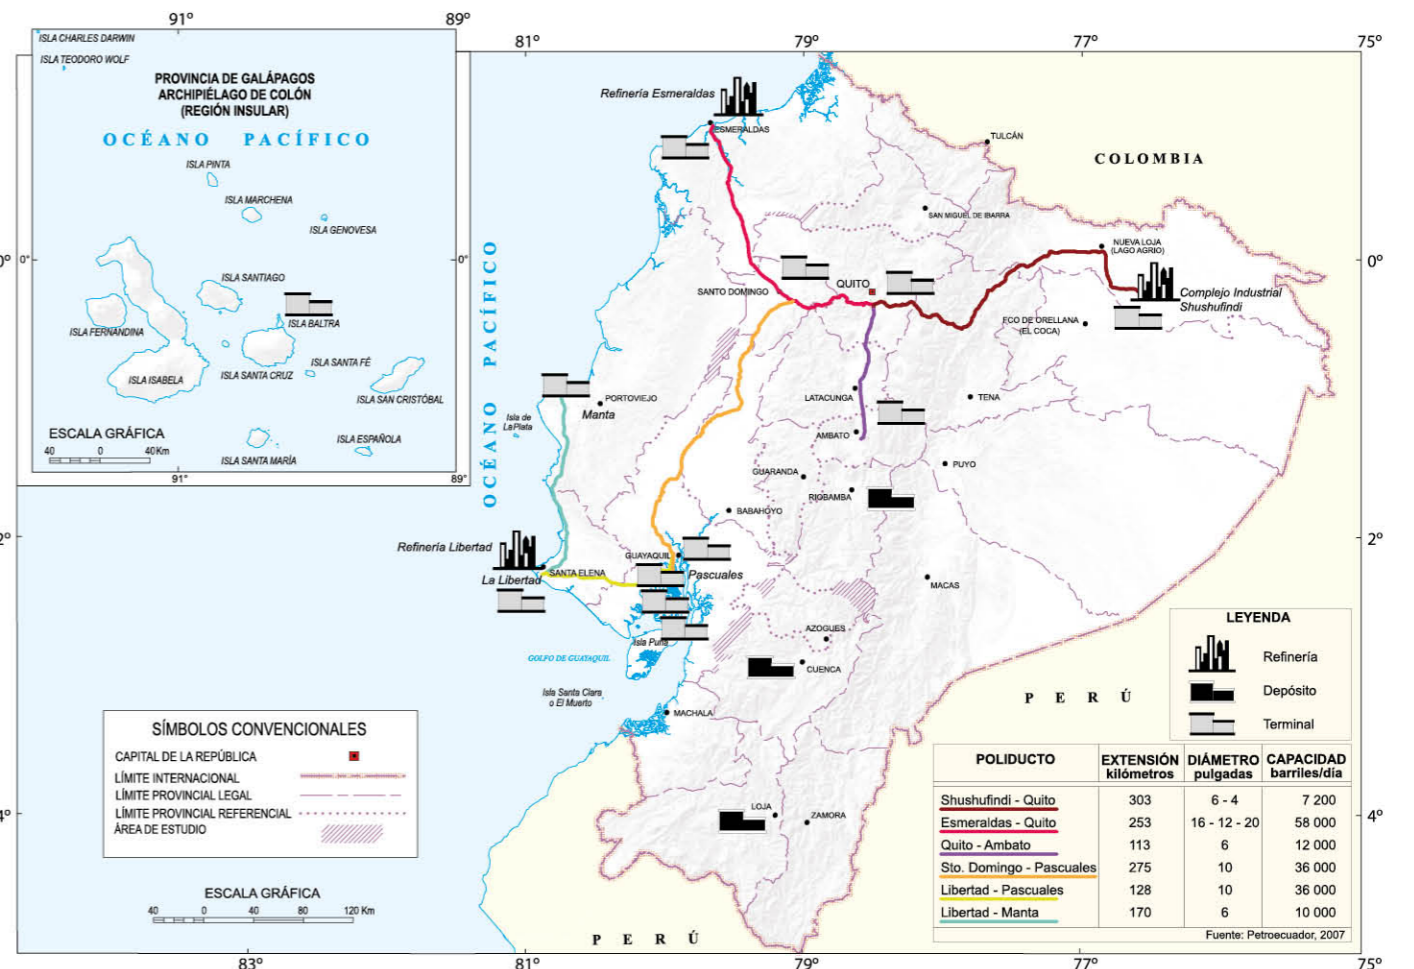 91°
89°
ISLA CHARLES DARWIN
ISLA TEODORO WOLF
PROVINCIA DE GALÁPAGOS
ARCHIPIÉLAGO DE COLÓN
(REGIÓN INSULAR)
OCÉANO PACÍFICO
ISLA PINTA
ISLA MARCHENA
ISLA GENOVESA
0°
0°
ISLA SANTIAGO
ISLA FERNANDINA
ISLA BALTRA
ISLA ISABELA
ISLA SANTA CRUZ
ISLA SANTA FÉ
ISLA SAN CRISTÓBAL
ESCALA GRÁFICA
40 0 40Km
ISLA SANTA MARÍA
ISLA ESPAÑOLA
91°
89°
81°
79°
77°
75°
Refinería Esmeraldas
ESMERALDAS
TULCÁN
COLOMBIA
SAN MIGUEL DE IBARRA
NUEVA LOJA
(LAGO AGRIO)
0°
OCÉANO PACÍFICO
SANTO DOMINGO
QUITO
Complejo Industrial
Shushufindi
FCO DE ORELLANA
(EL COCA)
PORTOVIEJO
Manta
Isla de
LaPlata
LATACUNGA
TENA
AMBATO
GUARANDA
PUYO
RIOBAMBA
BABAHOYO
2°
2°
Refinería Libertad
GUAYAQUIL
La Libertad
SANTA ELENA
Pascuales
MACAS
AZOGUES
Isla Puná
GOLFO DE GUAYAQUIL
CUENCA
Isla Santa Clara
o El Muerto
MACHALA
PERÚ
LOJA
ZAMORA
4°
4°
PERÚ
LEYENDA
Refinería
Depósito
Terminal
SÍMBOLOS CONVENCIONALES
CAPITAL DE LA REPÚBLICA
LÍMITE INTERNACIONAL
LÍMITE PROVINCIAL LEGAL
LÍMITE PROVINCIAL REFERENCIAL
ÁREA DE ESTUDIO
ESCALA GRÁFICA
40 0 40 80 120 Km
POLIDUCTO EXTENSIÓN kilómetros DIÁMETRO pulgadas CAPACIDAD barriles/día
Shushufindi - Quito 303 6 - 4 7 200
Esmeraldas - Quito 253 16 - 12 - 20 58 000
Quito - Ambato 113 6 12 000
Sto. Domingo - Pascuales 275 10 36 000
Libertad - Pascuales 128 10 36 000
Libertad - Manta 170 6 10 000
Fuente: Petroecuador, 2007
83°
81°
79°
77°
75°